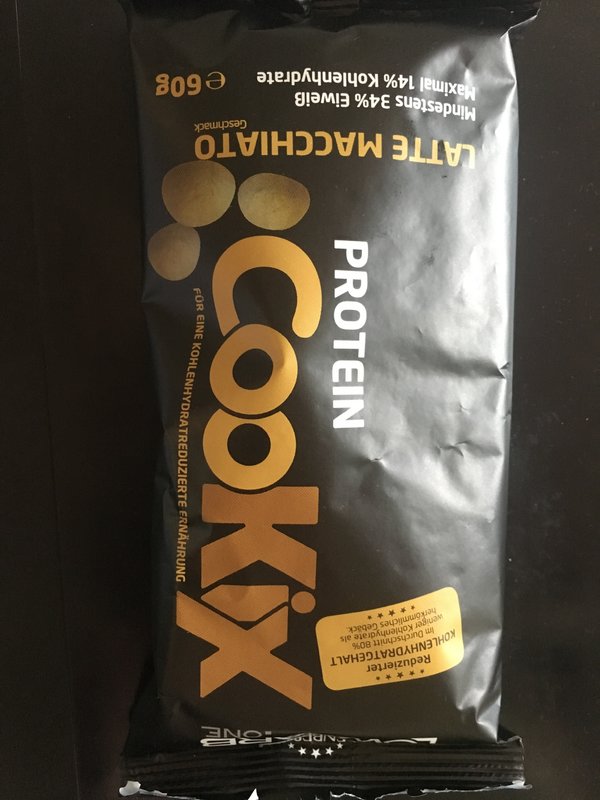 PROTEIN
COOKiX
FÜR EINE KOHLENHYDRATREDUZIERTE ERNÄHRUNG
LATTE MACCHIATO
Geschmack
Mindestens 34% Eiweiß
Maximal 14% Kohlenhydrate
e 60g
Reduzierter
KOHLENHYDRATGEHALT
im Durchschnitt 80%
weniger Kohlenhydrate als
herkömmliches Gebäck.
ONE